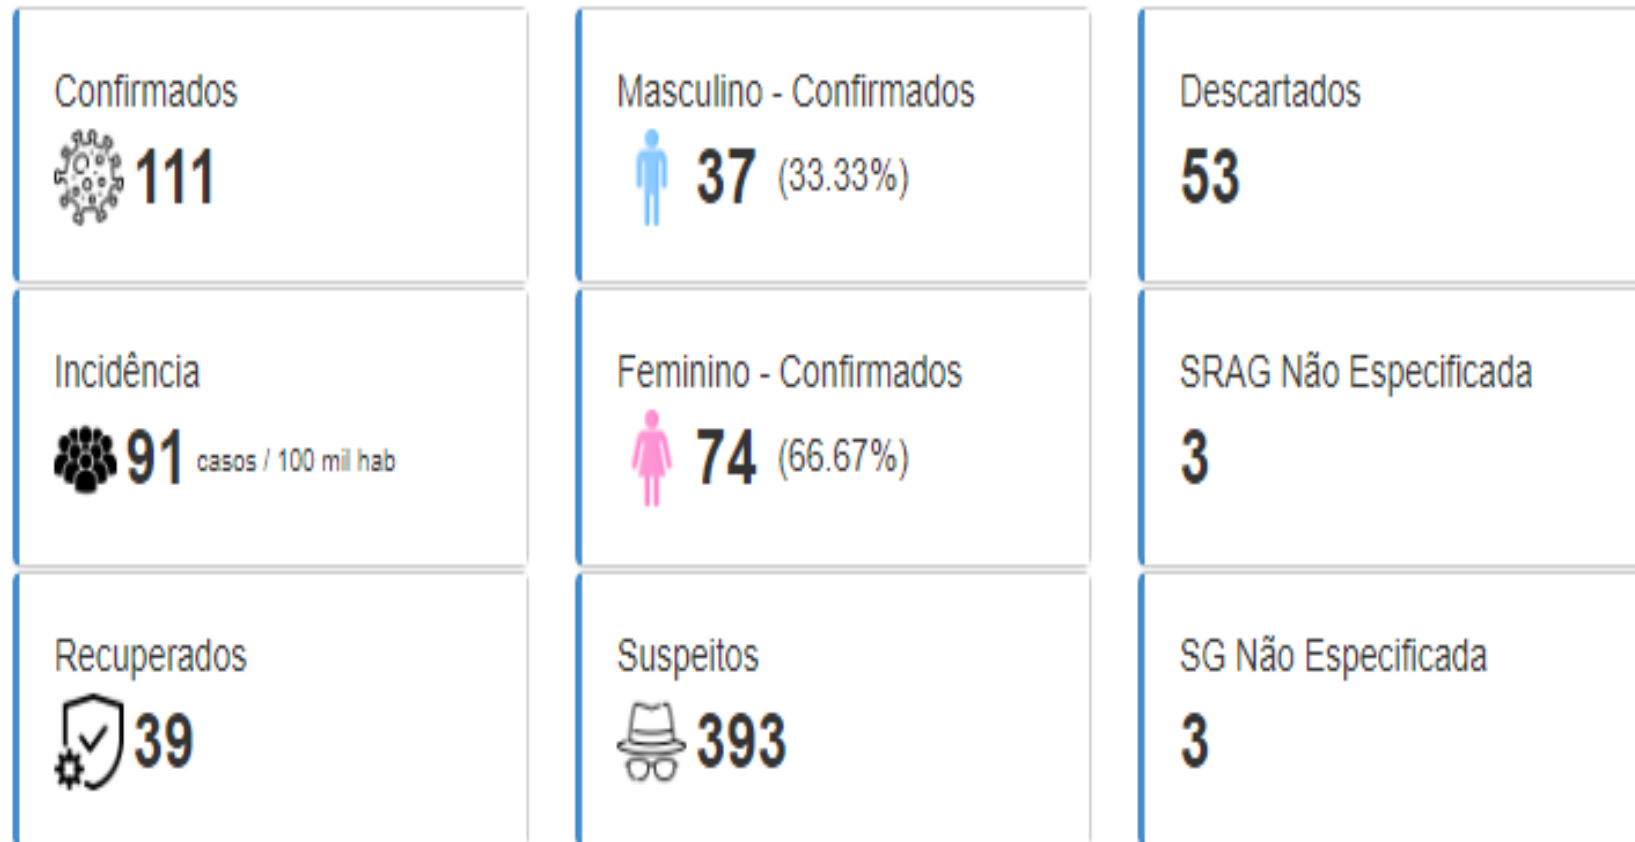 Confirmados
111
Masculino - Confirmados
37 (33.33%)
Descartados
53
Incidência
91 casos / 100 mil hab
Feminino - Confirmados
74 (66.67%)
SRAG Não Especificada
3
Recuperados
39
Suspeitos
393
SG Não Especificada
3